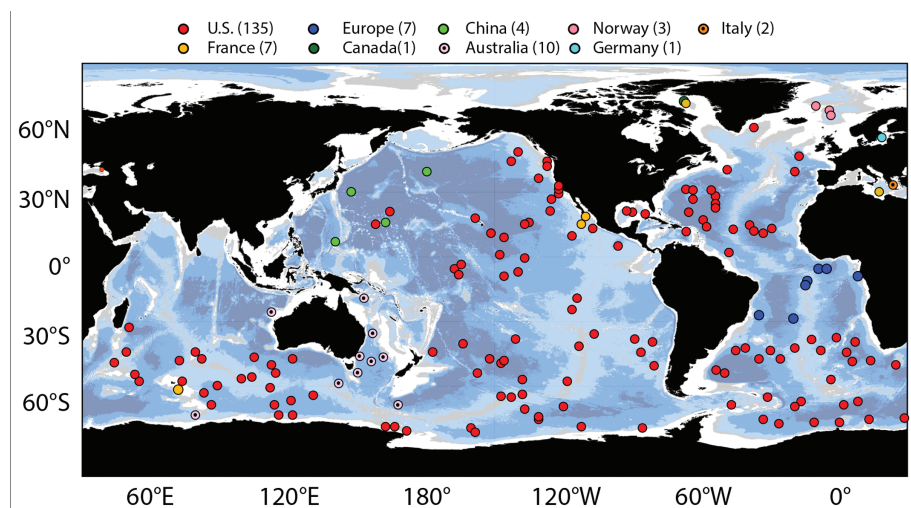 U.S. (135) Europe (7) China (4) Norway (3) Italy (2)
France (7) Canada(1) Australia (10) Germany (1)
60°N
30°N
0°
30°S
60°S
60°E 120°E 180° 120°W 60°W 0°